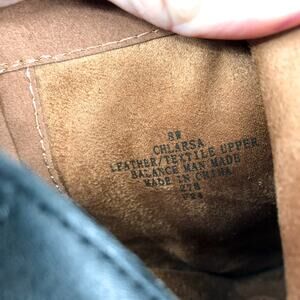 8W
CHLARSA
LEATHER/TEXTILE UPPER
BALANCE MAN MADE
MADE IN CHINA